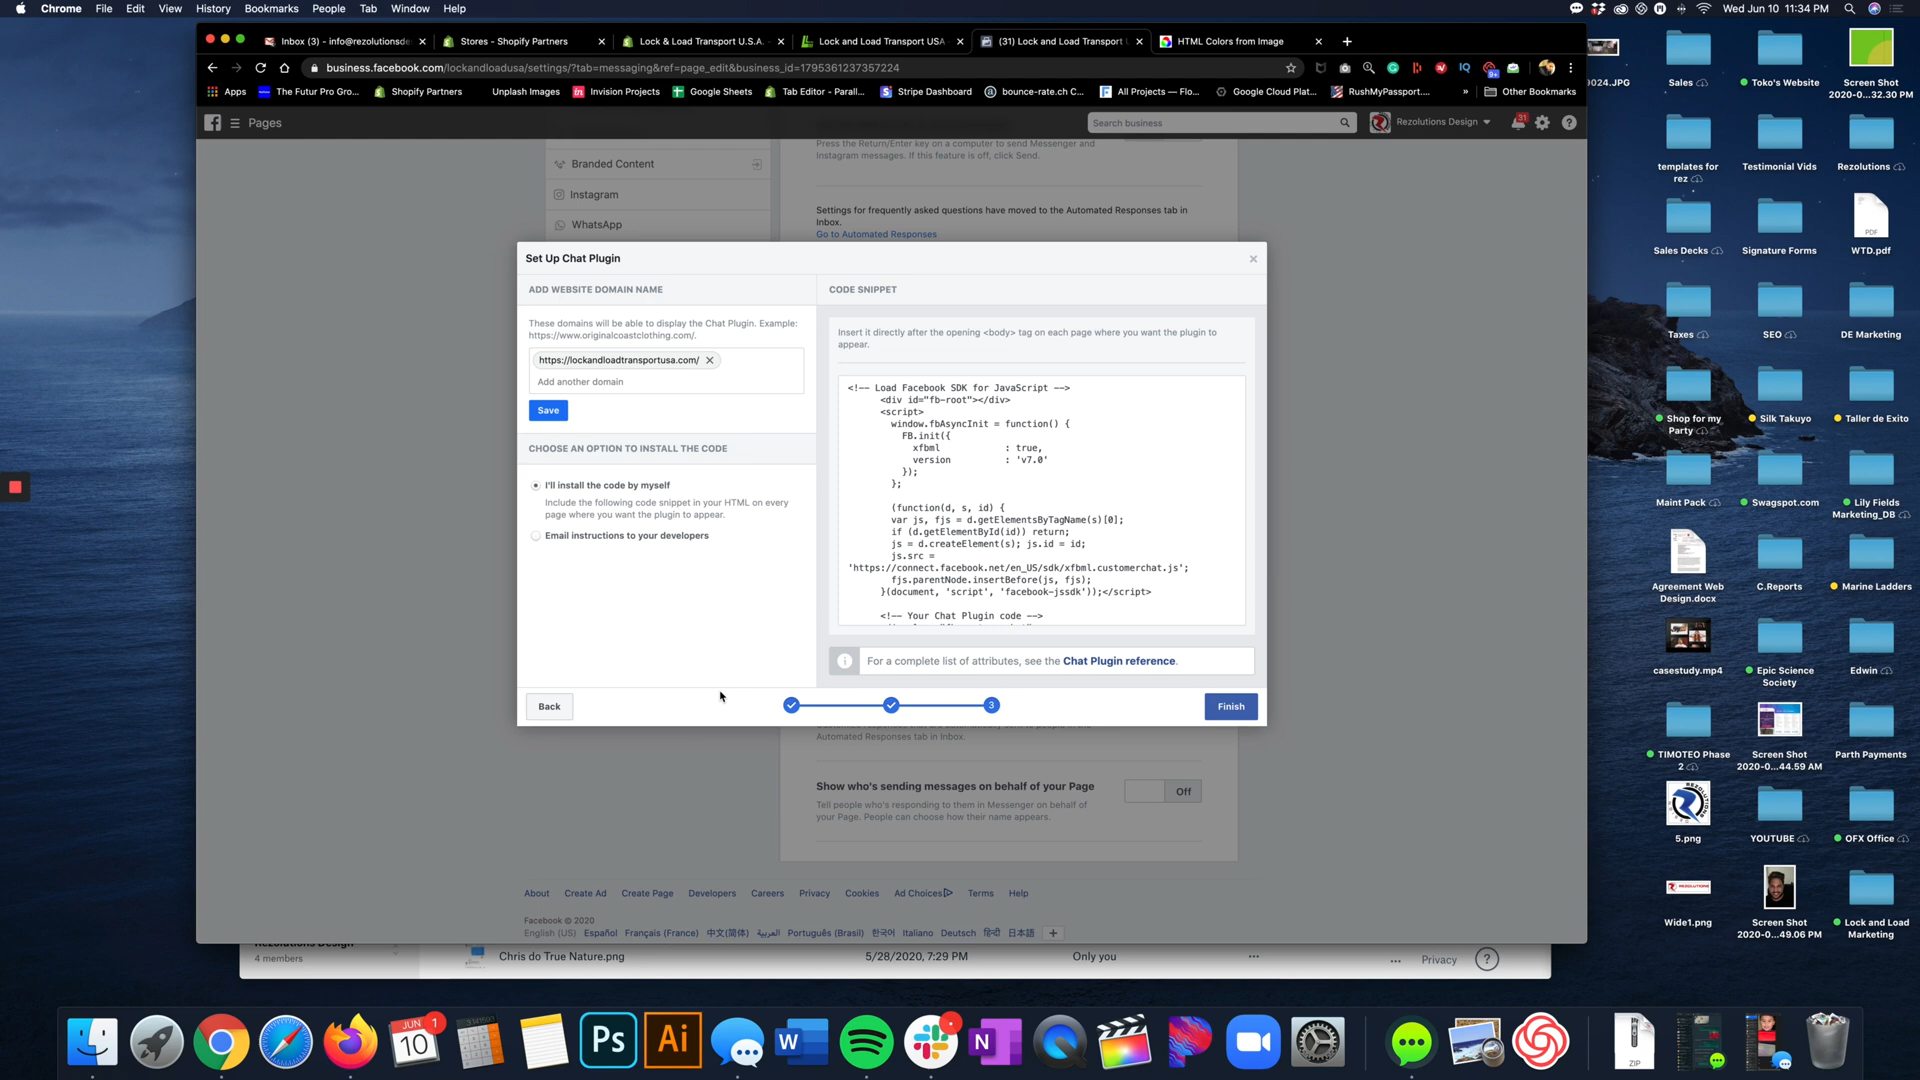 Chrome File Edit View History Bookmarks People Tab Window Help
Wed Jun 10 11:34 PM
Inbox (3) - info@rezolutionsde
Stores - Shopify Partners
Lock & Load Transport U.S.A. -
Lock and Load Transport USA -
(31) Lock and Load Transport
HTML Colors from Image
business.facebook.com/lockandloadusa/settings/?tab=messaging&ref=page_edit&business_id=1795361237357224
Apps
The Futur Pro Gro...
Shopify Partners
Unplash Images
Invision Projects
Google Sheets
Tab Editor - Parall...
Stripe Dashboard
bounce-rate.ch C...
All Projects — Flo...
Google Cloud Plat...
RushMyPassport....
»
Other Bookmarks
Pages
Search business
Rezolutions Design
31
Branded Content
Instagram
WhatsApp
Press the Return/Enter key on a computer to send Messenger and
Instagram messages. If this feature is off, click Send.
Settings for frequently asked questions have moved to the Automated Responses tab in
Inbox.
Go to Automated Responses
Set Up Chat Plugin
ADD WEBSITE DOMAIN NAME
These domains will be able to display the Chat Plugin. Example:
https://www.originalcoastclothing.com/.
https://lockandloadtransportusa.com/
Add another domain
Save
CHOOSE AN OPTION TO INSTALL THE CODE
I'll install the code by myself
Include the following code snippet in your HTML on every
page where you want the plugin to appear.
Email instructions to your developers
CODE SNIPPET
Insert it directly after the opening <body> tag on each page where you want the plugin to
appear.
<!-- Load Facebook SDK for JavaScript -->
<div id="fb-root"></div>
<script>
window.fbAsyncInit = function() {
FB.init({
xfbml : true,
version : 'v7.0'
});
};
(function(d, s, id) {
var js, fjs = d.getElementsByTagName(s)[0];
if (d.getElementById(id)) return;
js = d.createElement(s); js.id = id;
js.src =
'https://connect.facebook.net/en_US/sdk/xfbml.customerchat.js';
fjs.parentNode.insertBefore(js, fjs);
}(document, 'script', 'facebook-jssdk'));</script>
<!-- Your Chat Plugin code -->
For a complete list of attributes, see the Chat Plugin reference.
Back
3
Finish
Automated Responses tab in Inbox.
Show who's sending messages on behalf of your Page
Off
Tell people who's responding to them in Messenger on behalf of
your Page. People can choose how their name appears.
About Create Ad Create Page Developers Careers Privacy Cookies Ad Choices Terms Help
Facebook © 2020
English (US) Español Français (France) 中文(简体) العربية Português (Brasil) 한국어 Italiano Deutsch हिन्दी 日本語 +
Rezolutions Design
4 members
Chris do True Nature.png
5/28/2020, 7:29 PM
Only you
Privacy
9024.JPG
Sales
Toko's Website
Screen Shot
2020-0...32.30 PM
templates for
rez
Testimonial Vids
Rezolutions
Sales Decks
Signature Forms
PDF
WTD.pdf
Taxes
SEO
DE Marketing
Shop for my
Party
Silk Takuyo
Taller de Exito
Maint Pack
Swagspot.com
Lily Fields
Marketing_DB
Agreement Web
Design.docx
C.Reports
Marine Ladders
casestudy.mp4
Epic Science
Society
Edwin
TIMOTEO Phase
2
Screen Shot
2020-0...44.59 AM
Parth Payments
5.png
YOUTUBE
OFX Office
Wide1.png
Screen Shot
2020-0...49.06 PM
Lock and Load
Marketing
JUN
10
1
Ps
Ai
W
N
ZIP